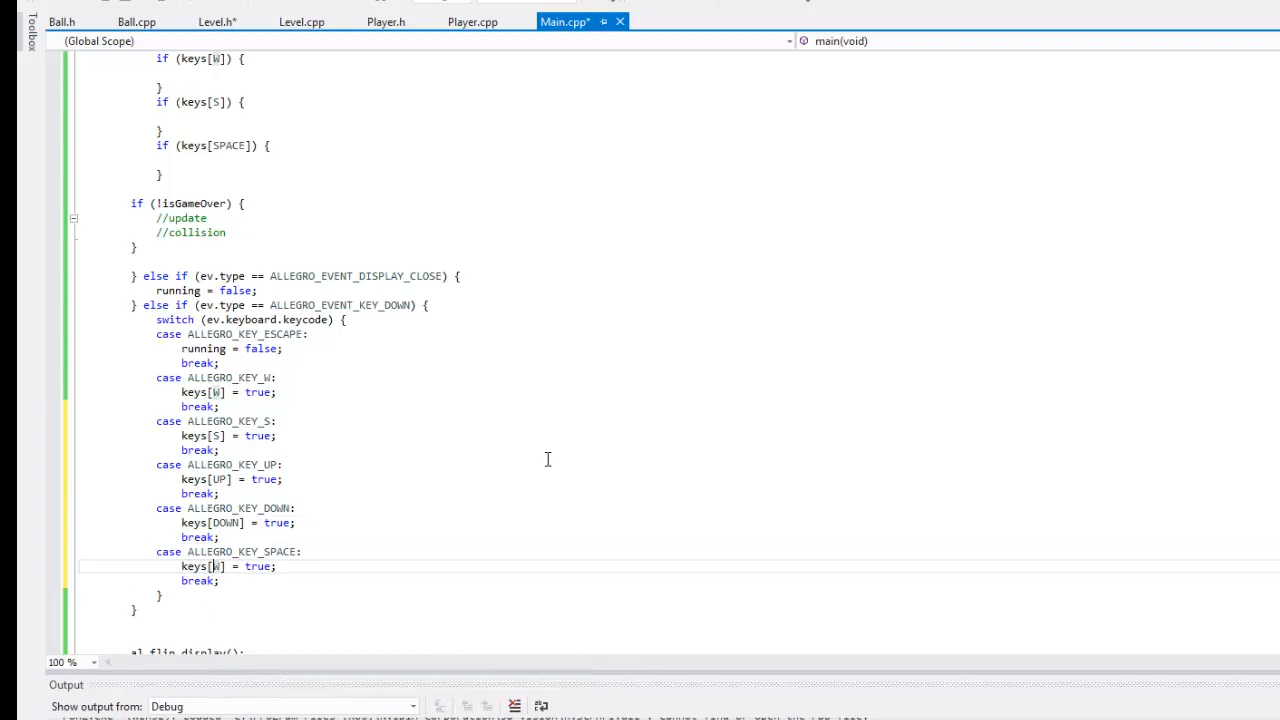 Ball.h Ball.cpp Level.h* Level.cpp Player.h Player.cpp Main.cpp*
Toolbox
(Global Scope) main(void)
if (keys[W]) {
}
if (keys[S]) {
}
if (keys[SPACE]) {
}
if (!isGameOver) {
//update
//collision
}
} else if (ev.type == ALLEGRO_EVENT_DISPLAY_CLOSE) {
running = false;
} else if (ev.type == ALLEGRO_EVENT_KEY_DOWN) {
switch (ev.keyboard.keycode) {
case ALLEGRO_KEY_ESCAPE:
running = false;
break;
case ALLEGRO_KEY_W:
keys[W] = true;
break;
case ALLEGRO_KEY_S:
keys[S] = true;
break;
case ALLEGRO_KEY_UP:
keys[UP] = true;
break;
case ALLEGRO_KEY_DOWN:
keys[DOWN] = true;
break;
case ALLEGRO_KEY_SPACE:
keys[W] = true;
break;
}
}
al_flip_display();
100 %
Output
Show output from: Debug